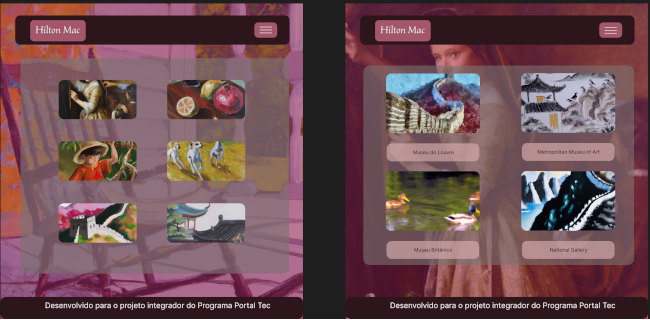 Hilton Mac
Desenvolvido para o projeto integrador do Programa Portal Tec
Hilton Mac
Museu do Louvre
Metropolitan Museu of Art
Museu Britânico
National Gallery
Desenvolvido para o projeto integrador do Programa Portal Tec